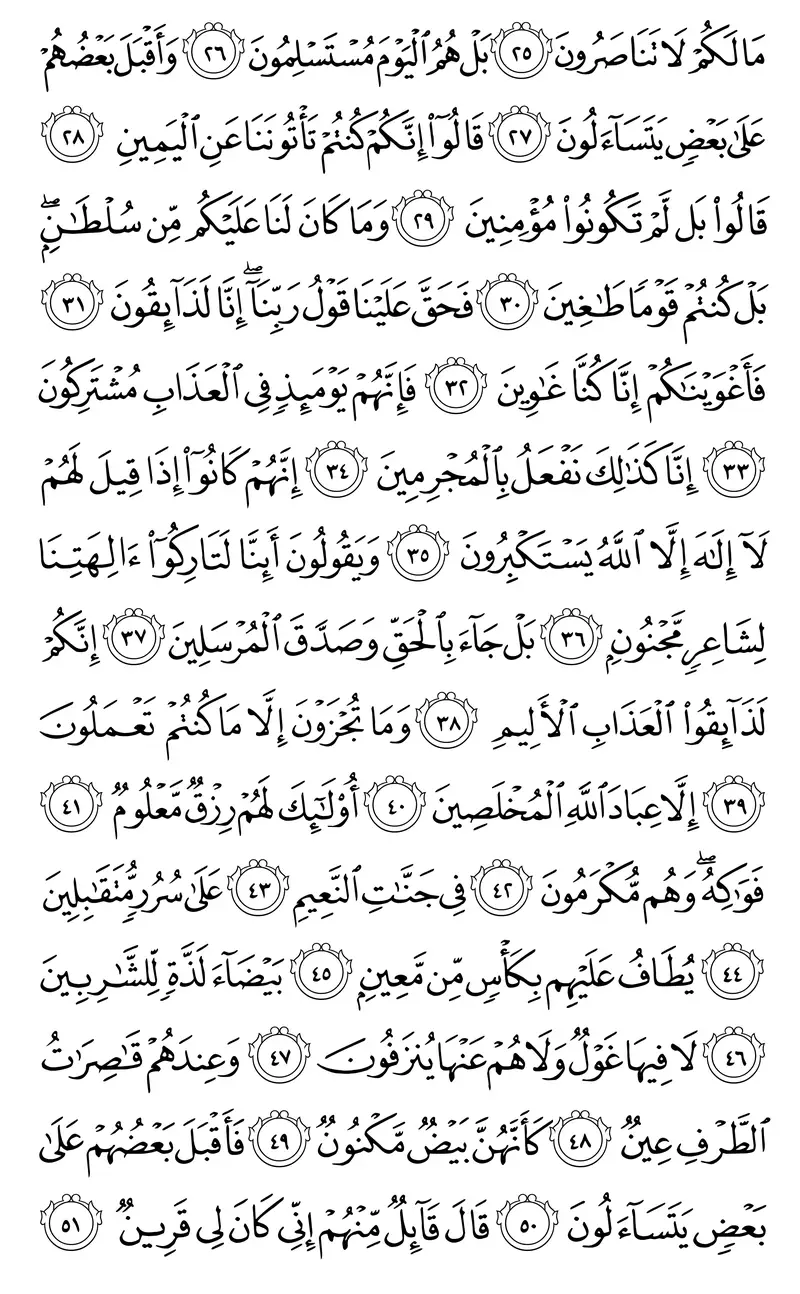 مَا لَكُمْ لَا تَنَاصَرُونَ ٢٥ بَلْ هُمُ ٱلْيَوْمَ مُسْتَسْلِمُونَ ٢٦ وَأَقْبَلَ بَعْضُهُمْ
عَلَىٰ بَعْضٍ يَتَسَآءَلُونَ ٢٧ قَالُوٓا۟ إِنَّكُمْ كُنتُمْ تَأْتُونَنَا عَنِ ٱلْيَمِينِ ٢٨
قَالُوا۟ بَل لَّمْ تَكُونُوا۟ مُؤْمِنِينَ ٢٩ وَمَا كَانَ لَنَا عَلَيْكُم مِّن سُلْطَـٰنٍۭ ۖ
بَلْ كُنتُمْ قَوْمًا طَـٰغِينَ ٣٠ فَحَقَّ عَلَيْنَا قَوْلُ رَبِّنَآ ۖ إِنَّا لَذَآئِقُونَ ٣١
فَأَغْوَيْنَـٰكُمْ إِنَّا كُنَّا غَـٰوِينَ ٣٢ فَإِنَّهُمْ يَوْمَئِذٍ فِى ٱلْعَذَابِ مُشْتَرِكُونَ
٣٣ إِنَّا كَذَٰلِكَ نَفْعَلُ بِٱلْمُجْرِمِينَ ٣٤ إِنَّهُمْ كَانُوٓا۟ إِذَا قِيلَ لَهُمْ
لَآ إِلَـٰهَ إِلَّا ٱللَّهُ يَسْتَكْبِرُونَ ٣٥ وَيَقُولُونَ أَئِنَّا لَتَارِكُوٓا۟ ءَالِهَتِنَا
لِشَاعِرٍ مَّجْنُونٍۭ ٣٦ بَلْ جَآءَ بِٱلْحَقِّ وَصَدَّقَ ٱلْمُرْسَلِينَ ٣٧ إِنَّكُمْ
لَذَآئِقُوا۟ ٱلْعَذَابِ ٱلْأَلِيمِ ٣٨ وَمَا تُجْزَوْنَ إِلَّا مَا كُنتُمْ تَعْمَلُونَ
٣٩ إِلَّا عِبَادَ ٱللَّهِ ٱلْمُخْلَصِينَ ٤٠ أُو۟لَـٰٓئِكَ لَهُمْ رِزْقٌ مَّعْلُومٌ ٤١
فَوَٰكِهُ ۖ وَهُم مُّكْرَمُونَ ٤٢ فِى جَنَّـٰتِ ٱلنَّعِيمِ ٤٣ عَلَىٰ سُرُرٍ مُّتَقَـٰبِلِينَ
٤٤ يُطَافُ عَلَيْهِم بِكَأْسٍ مِّن مَّعِينٍۭ ٤٥ بَيْضَآءَ لَذَّةٍ لِّلشَّـٰرِبِينَ
٤٦ لَا فِيهَا غَوْلٌ وَلَا هُمْ عَنْهَا يُنزَفُونَ ٤٧ وَعِندَهُمْ قَـٰصِرَٰتُ
ٱلطَّرْفِ عِينٌ ٤٨ كَأَنَّهُنَّ بَيْضٌ مَّكْنُونٌ ٤٩ فَأَقْبَلَ بَعْضُهُمْ عَلَىٰ
بَعْضٍ يَتَسَآءَلُونَ ٥٠ قَالَ قَآئِلٌ مِّنْهُمْ إِنِّى كَانَ لِى قَرِينٌ ٥١